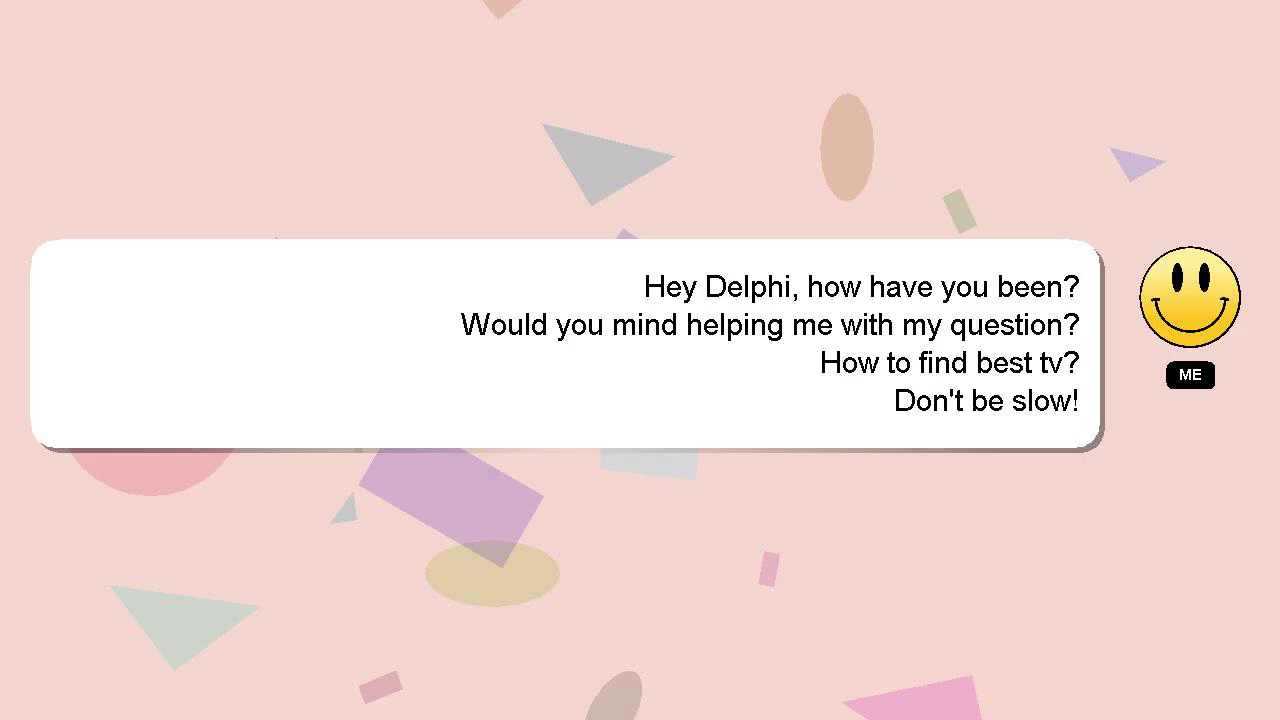 Hey Delphi, how have you been?
Would you mind helping me with my question?
How to find best tv?
Don't be slow!
ME